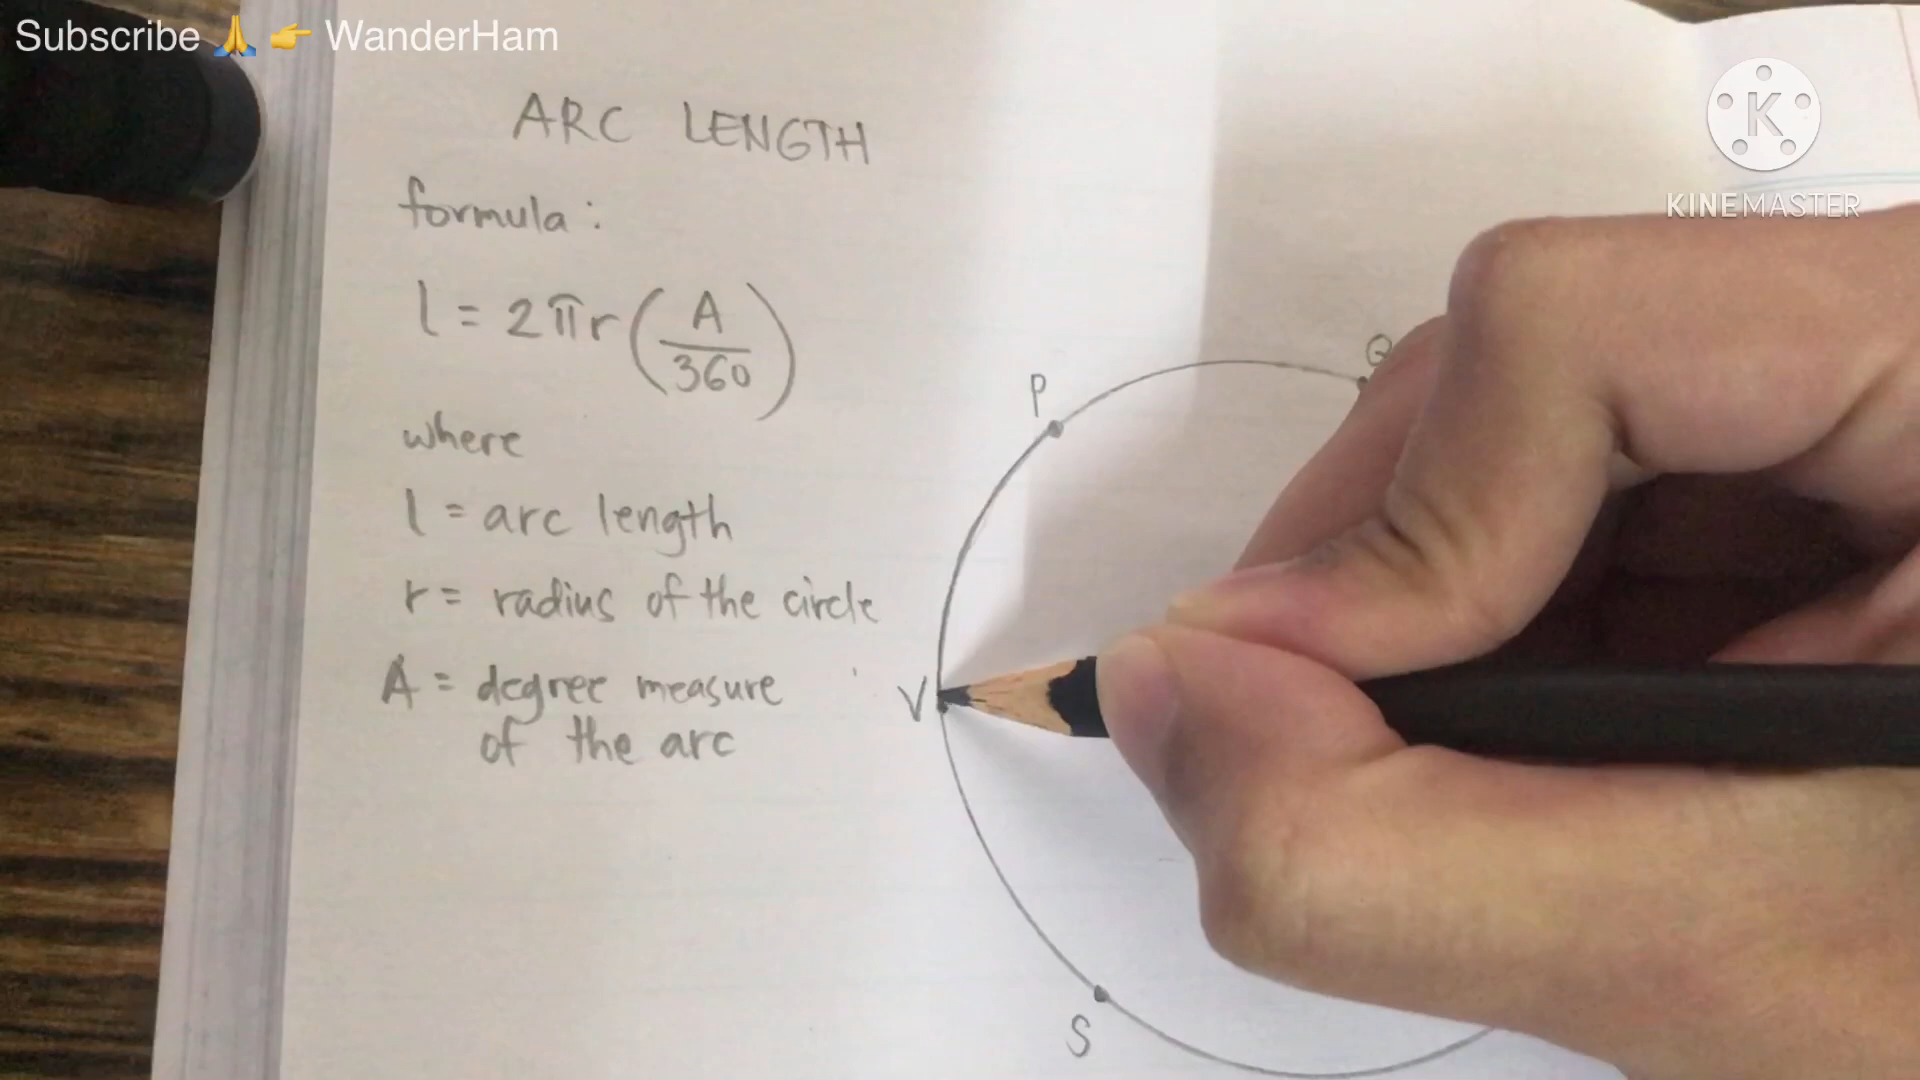 Subscribe 🙏 👉 WanderHam
K
KINEMASTER
ARC LENGTH
formula:
l = 2πr(A/360)
where
l = arc length
r = radius of the circle
A = degree measure
of the arc
P
Q
V
S